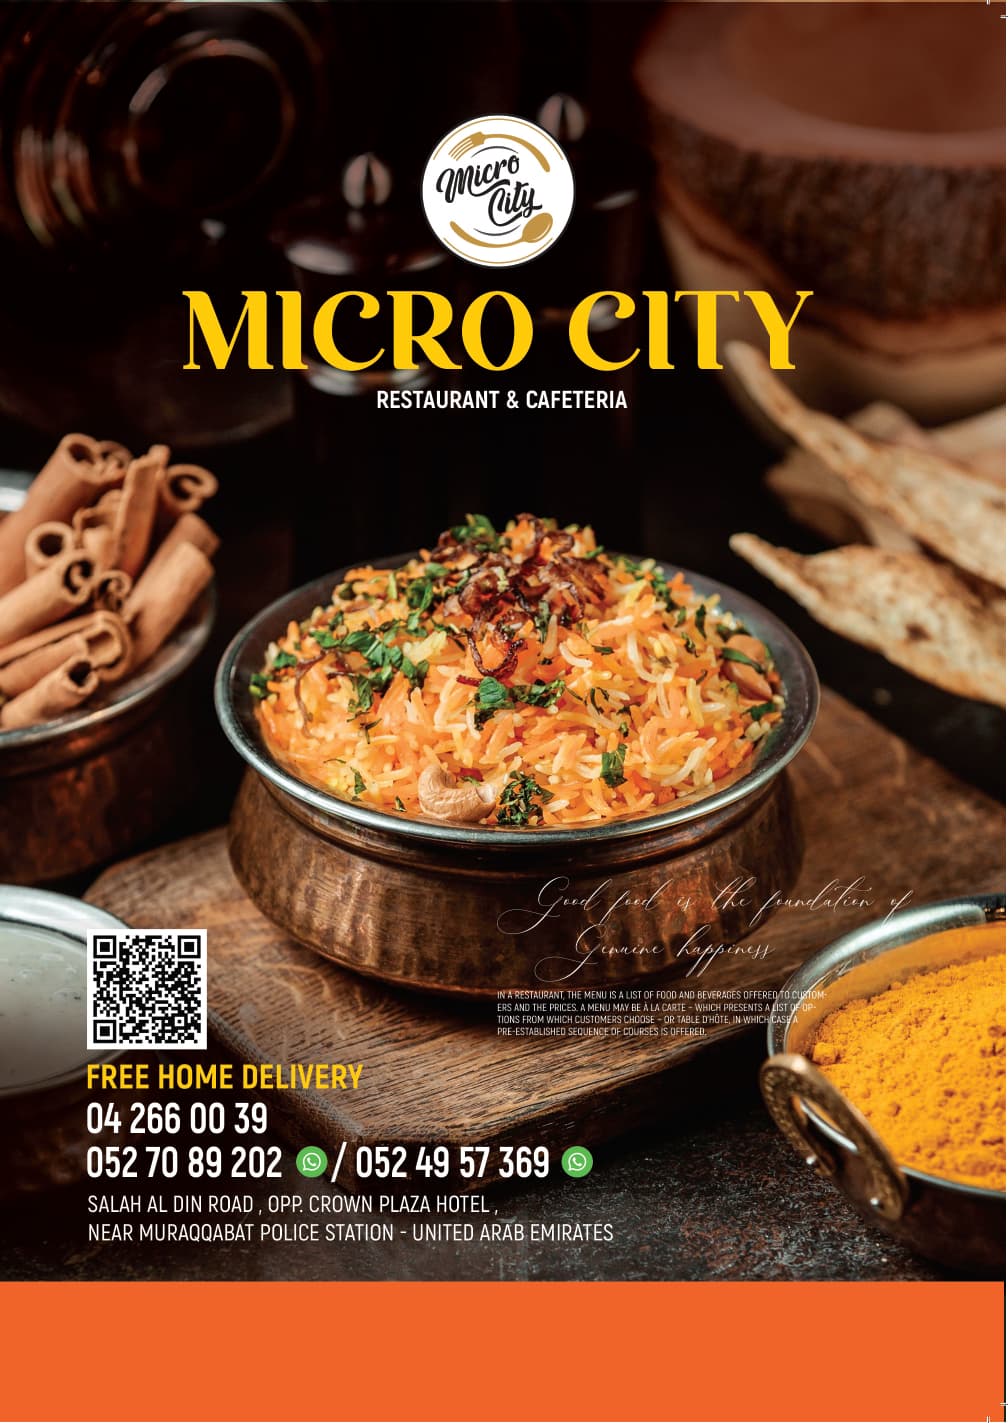 Micro
City
MICRO CITY
RESTAURANT & CAFETERIA
Good food is the foundation of
Genuine happiness
IN A RESTAURANT, THE MENU IS A LIST OF FOOD AND BEVERAGES OFFERED TO CUSTOM-
ERS AND THE PRICES. A MENU MAY BE À LA CARTE – WHICH PRESENTS A LIST OF OP-
TIONS FROM WHICH CUSTOMERS CHOOSE – OR TABLE D'HÔTE, IN WHICH CASE A
PRE-ESTABLISHED SEQUENCE OF COURSES IS OFFERED.
FREE HOME DELIVERY
04 266 00 39
052 70 89 202 / 052 49 57 369
SALAH AL DIN ROAD , OPP. CROWN PLAZA HOTEL ,
NEAR MURAQQABAT POLICE STATION - UNITED ARAB EMIRATES